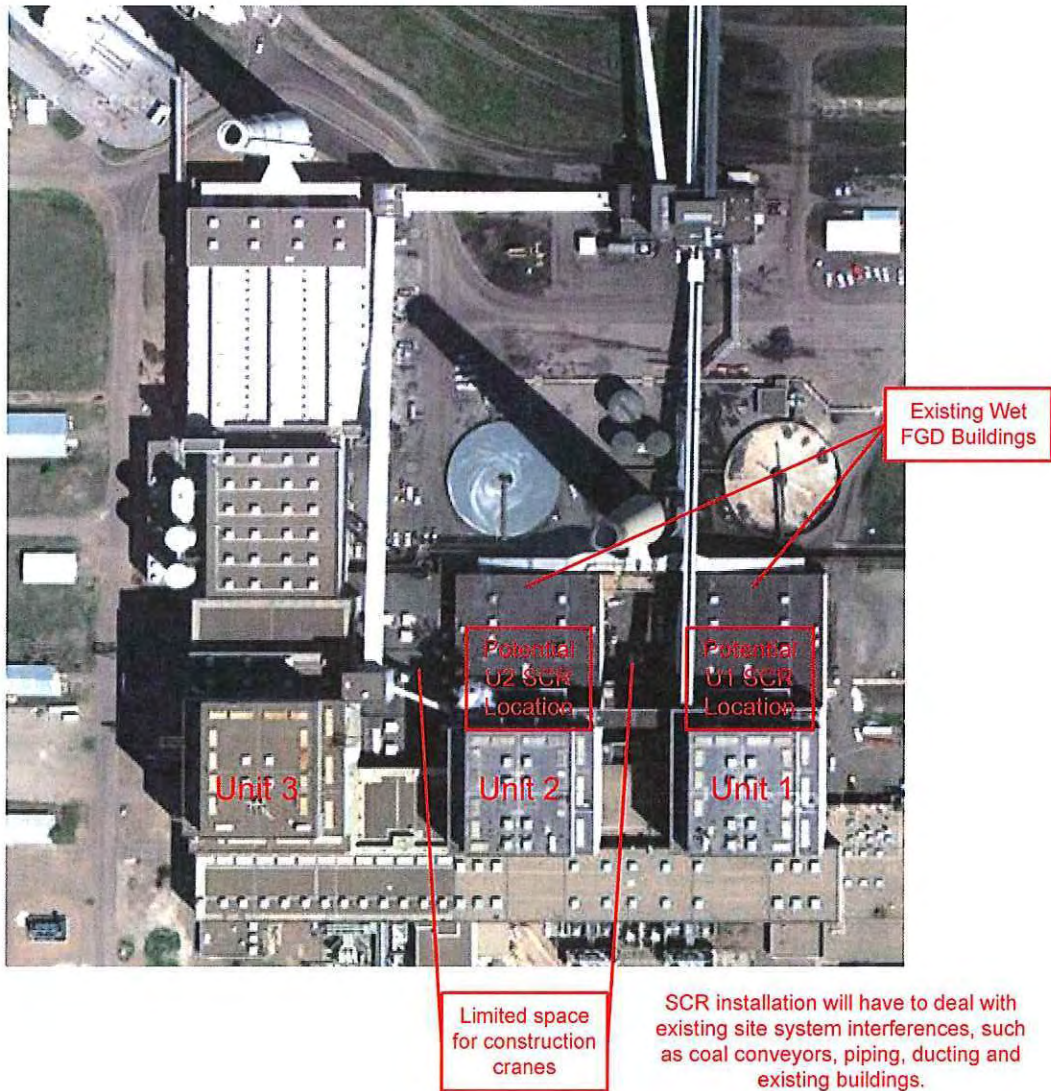 Existing Wet
FGD Buildings
Potential
U2 SCR
Location
Potential
U1 SCR
Location
Unit 3
Unit 2
Unit 1
Limited space
for construction
cranes
SCR installation will have to deal with
existing site system interferences, such
as coal conveyors, piping, ducting and
existing buildings.